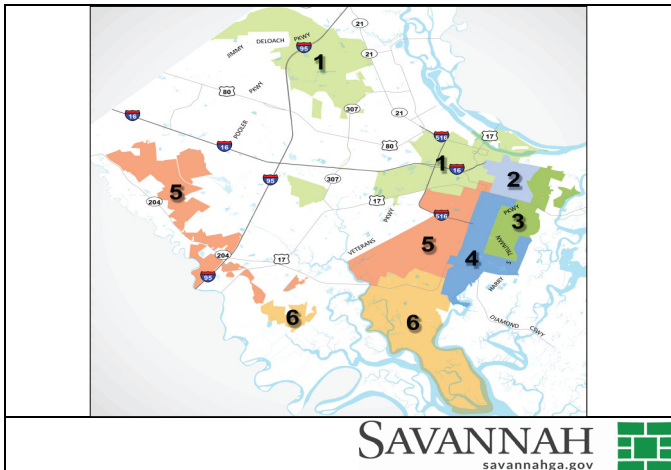 21
JIMMY DELOACH PKWY
95
1
21
80
PKWY
307
21
16
POOLER
516
17
80
16
1
16
2
5
95
307
PKWY
3
204
17
516
PKWY
TRUMAN
VETERANS
5
4
204
17
95
HARRY
T
6
6
DIAMOND CSWY
SAVANNAH
savannahga.gov